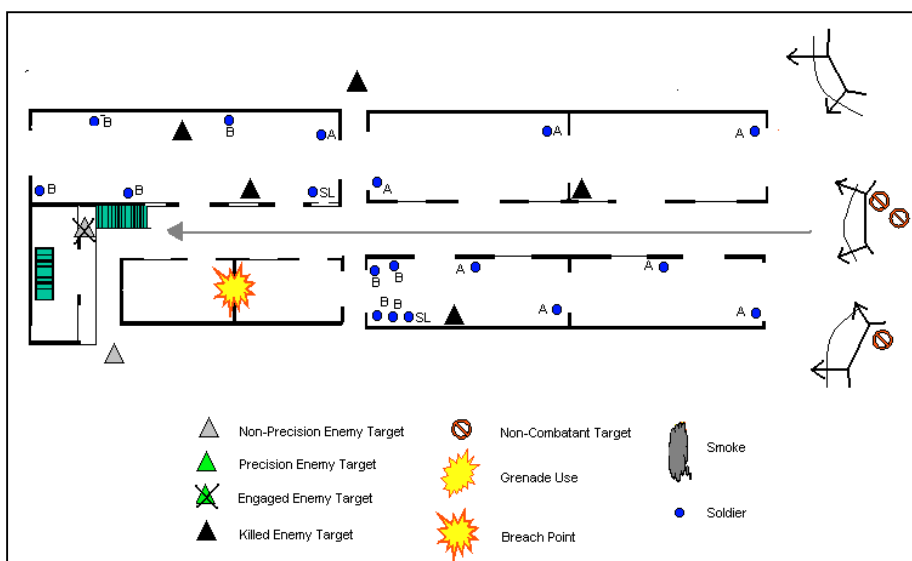 B
B
A
A
A
B
B
SL
A
B
B
A
A
B
B
SL
A
A
Non-Precision Enemy Target
Precision Enemy Target
Engaged Enemy Target
Killed Enemy Target
Non-Combatant Target
Grenade Use
Breach Point
Smoke
Soldier